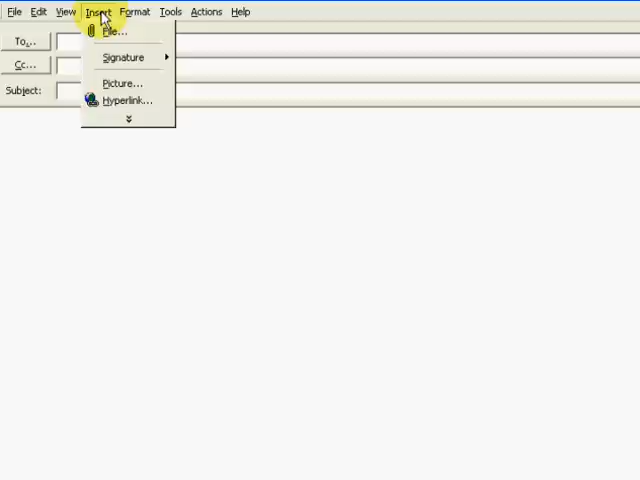 File Edit View Insert Format Tools Actions Help
File...
To...
Signature
Cc...
Picture...
Subject:
Hyperlink...